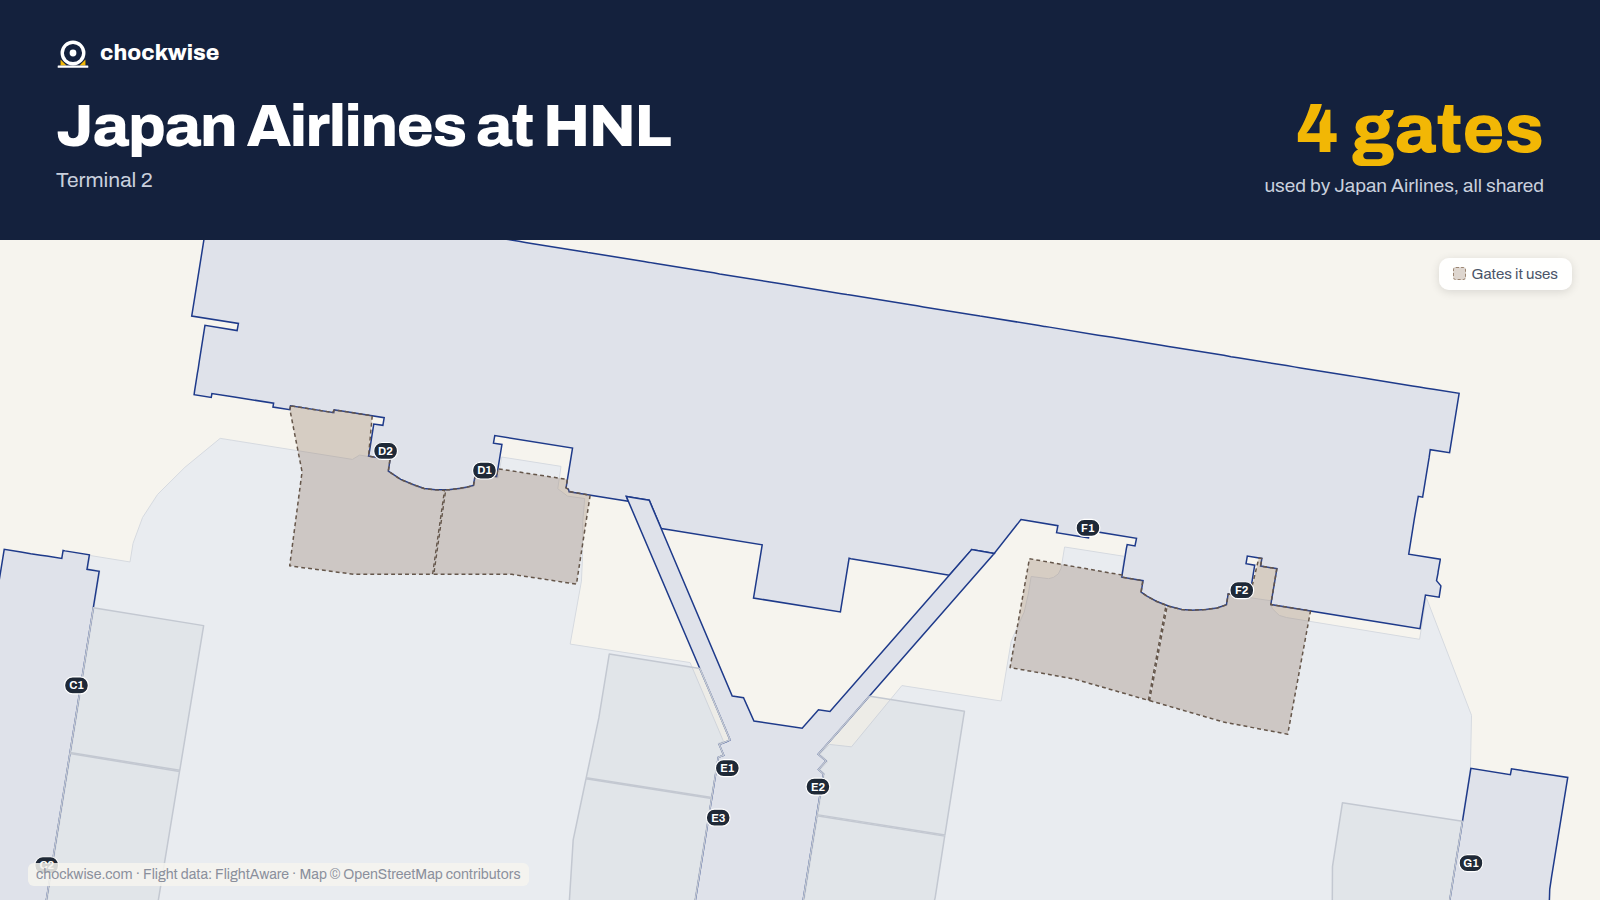 chockwise
Japan Airlines at HNL
Terminal 2
4 gates
used by Japan Airlines, all shared
Gates it uses
D2
D1
F1
F2
C1
E1
E2
E3
G1
chockwise.com · Flight data: FlightAware · Map © OpenStreetMap contributors